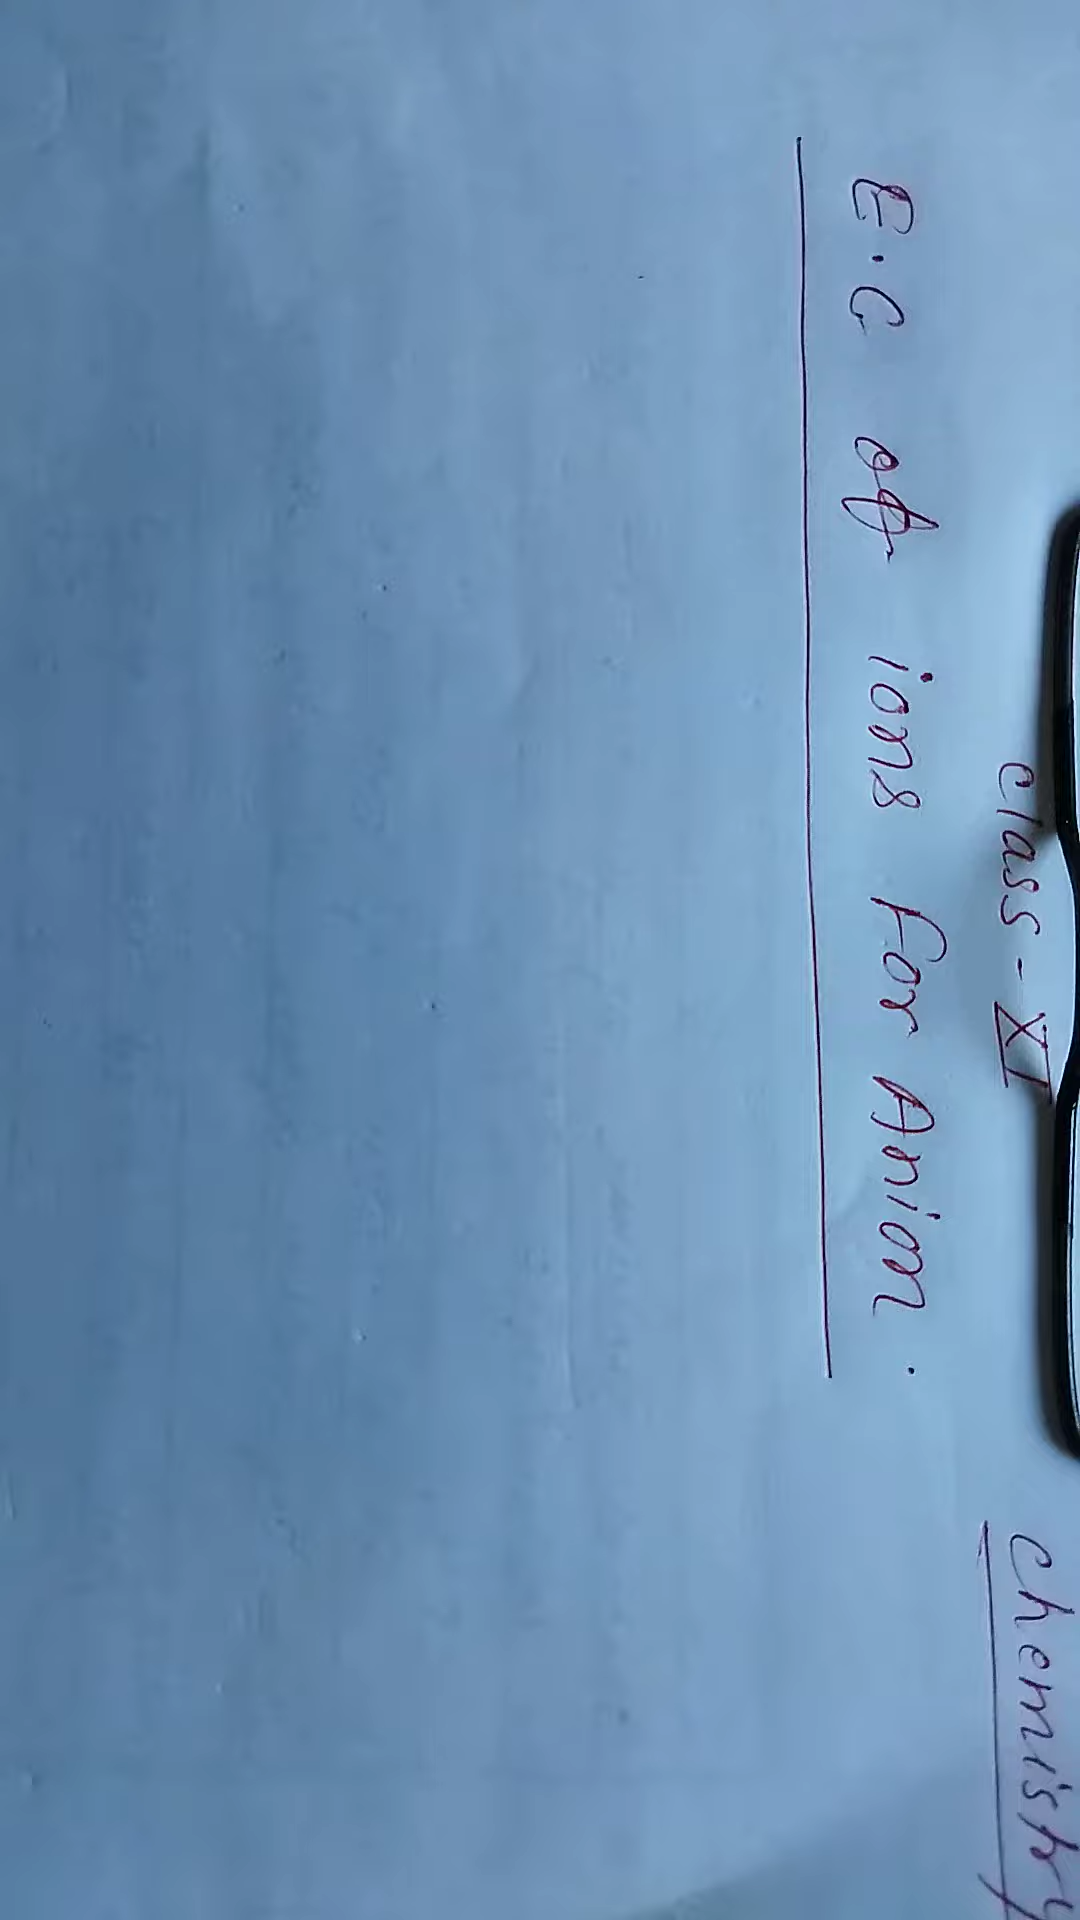 class - XI
chemistry
E.C of ions for Anion.